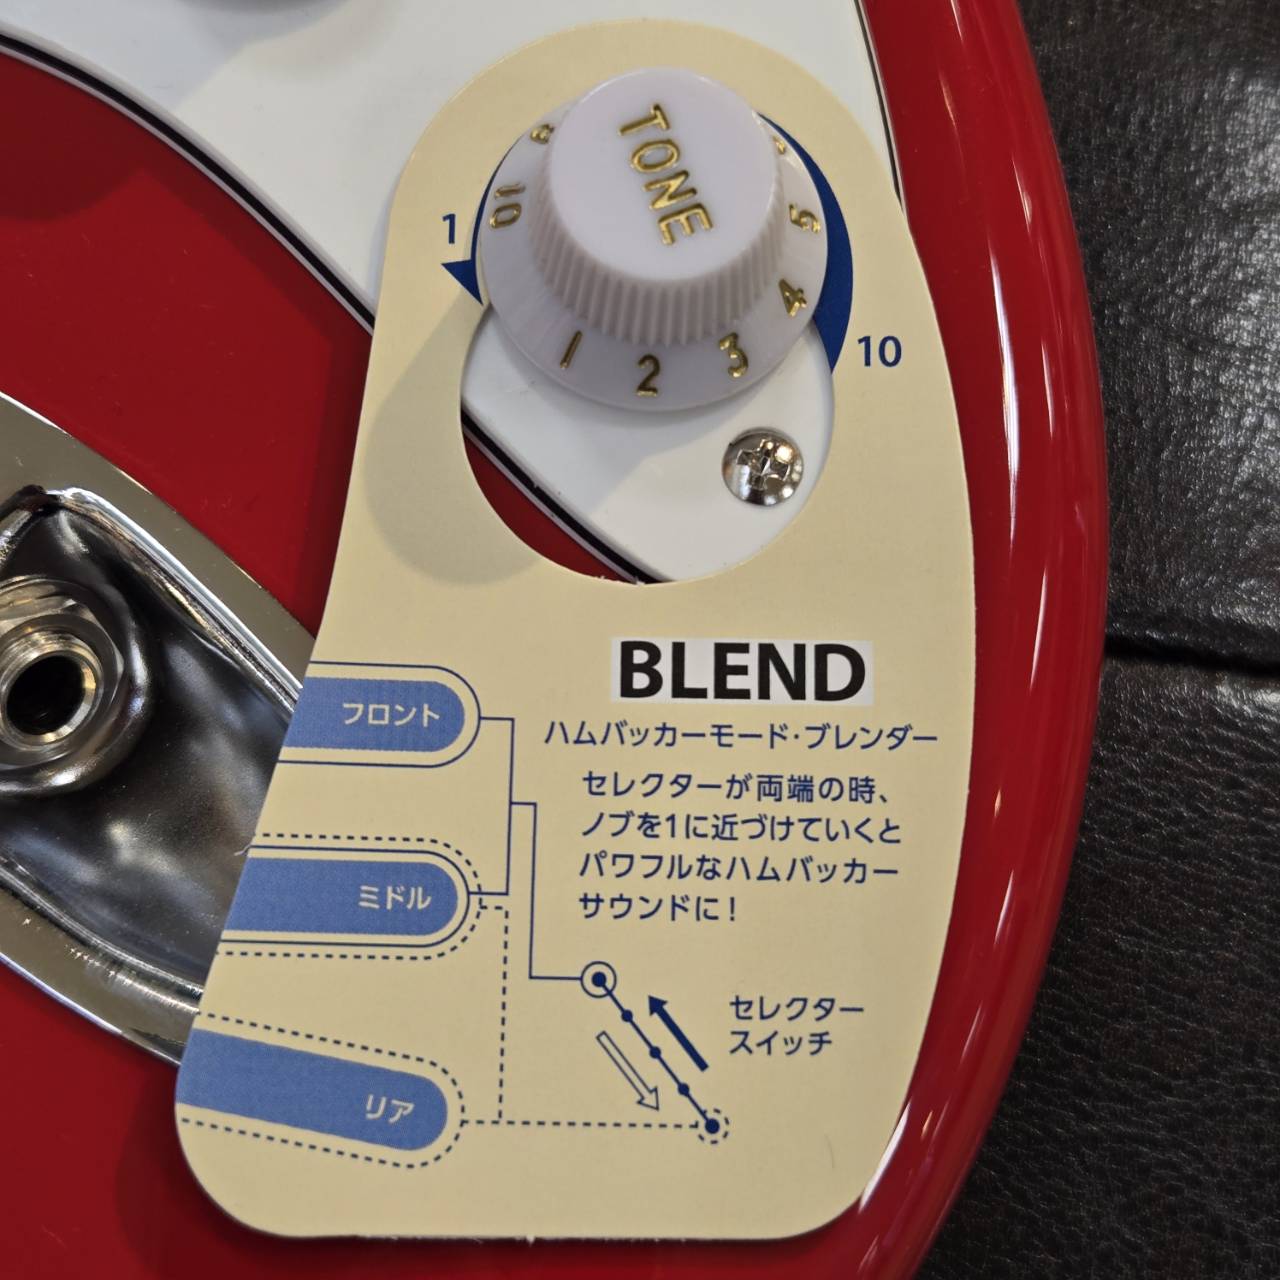 TONE
8
10
5
4
3
2
1
1
10
BLEND
ハムバッカーモード・ブレンダー
セレクターが両端の時、
ノブを1に近づけていくと
パワフルなハムバッカー
サウンドに!
フロント
ミドル
リア
セレクター
スイッチ